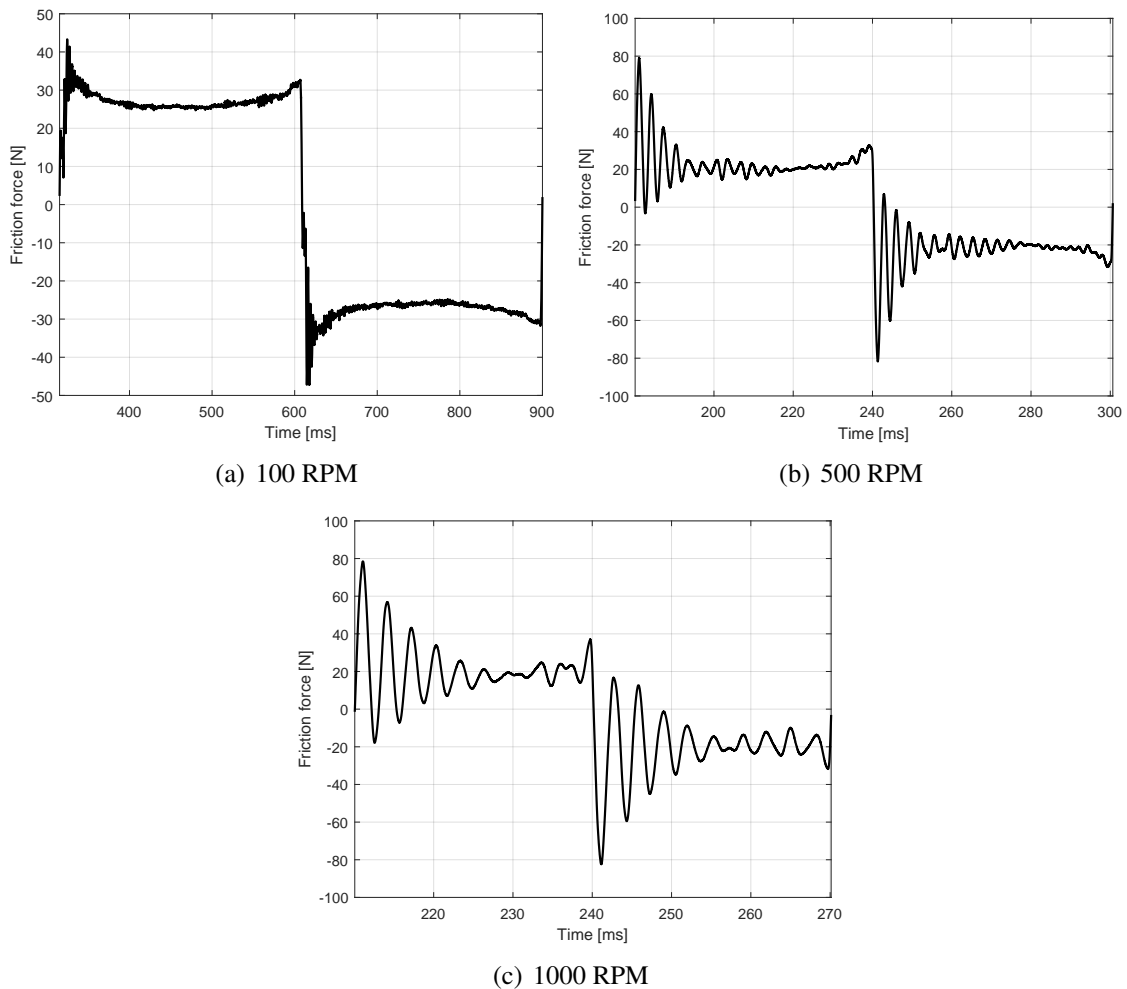 50
40
30
20
10
0
-10
-20
-30
-40
-50
Friction force [N]
400 500 600 700 800 900
Time [ms]
(a) 100 RPM
100
80
60
40
20
0
-20
-40
-60
-80
-100
Friction force [N]
200 220 240 260 280 300
Time [ms]
(b) 500 RPM
100
80
60
40
20
0
-20
-40
-60
-80
-100
Friction force [N]
220 230 240 250 260 270
Time [ms]
(c) 1000 RPM